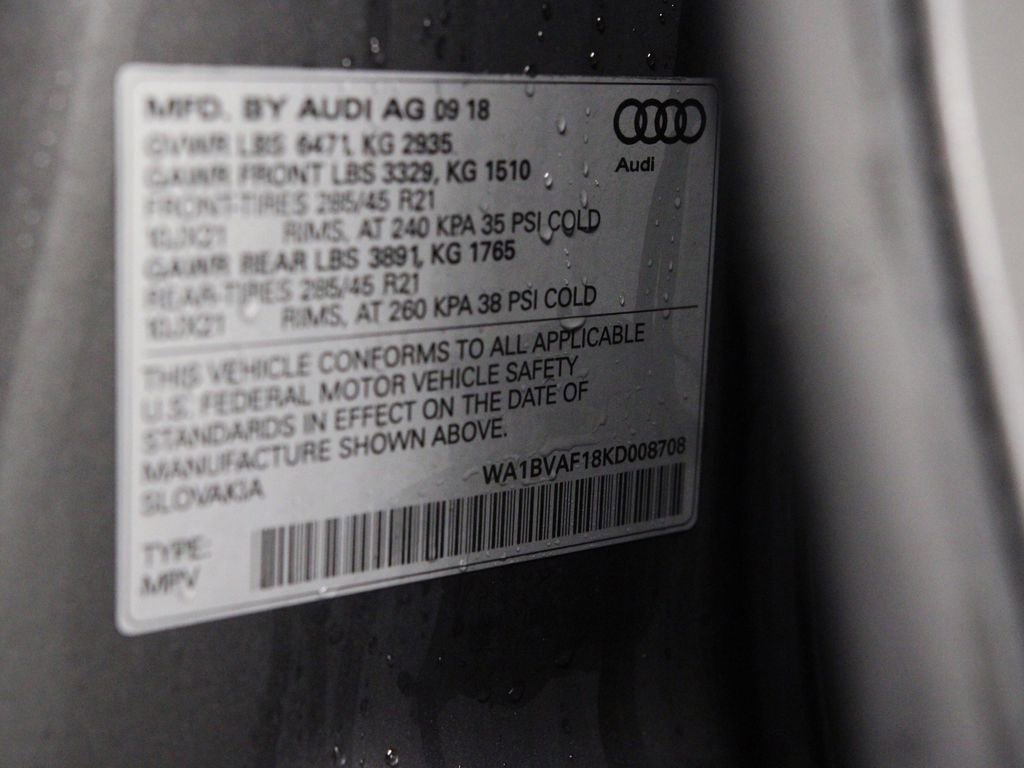 MFD. BY AUDI AG 09 18
GVWR LBS 6471, KG 2935
GAWR FRONT LBS 3329, KG 1510
FRONT-TIRES 285/45 R21
10.0X21 RIMS, AT 240 KPA 35 PSI COLD
GAWR REAR LBS 3891, KG 1765
REAR-TIRES 285/45 R21
10.0X21 RIMS, AT 260 KPA 38 PSI COLD
Audi
THIS VEHICLE CONFORMS TO ALL APPLICABLE
U.S. FEDERAL MOTOR VEHICLE SAFETY
STANDARDS IN EFFECT ON THE DATE OF
MANUFACTURE SHOWN ABOVE.
SLOVAKIA
WA1BVAF18KD008708
TYPE:
MPV